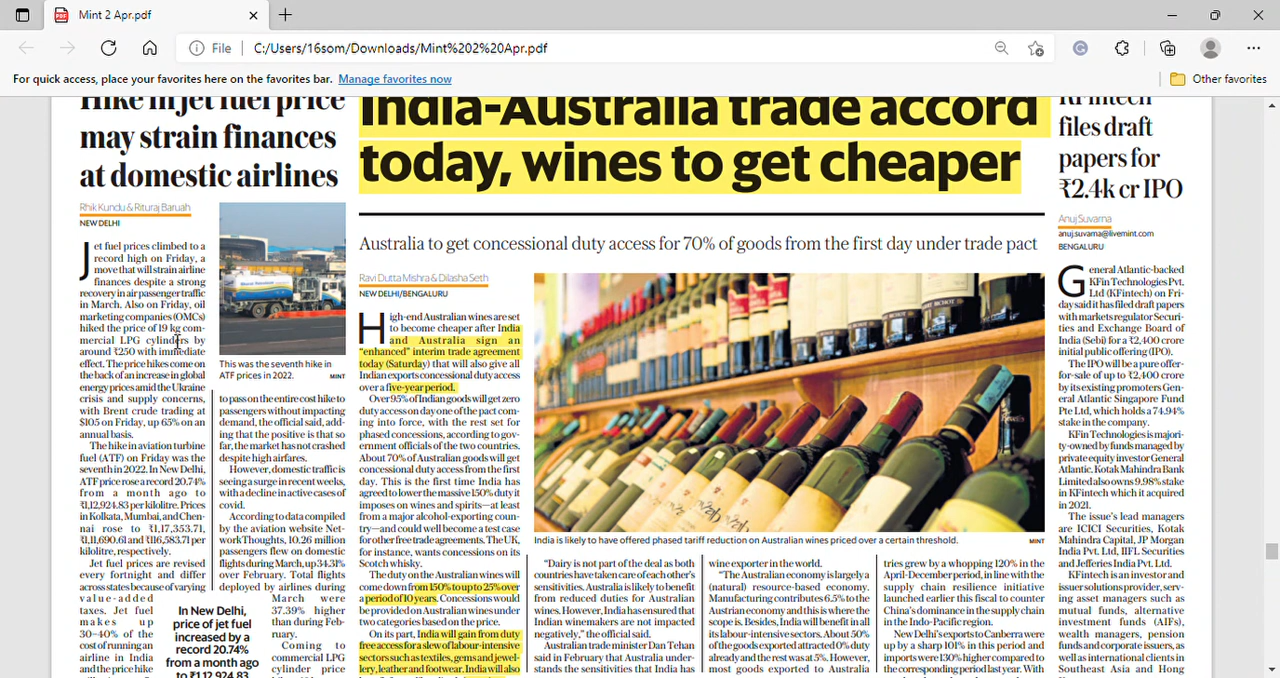 Mint 2 Apr.pdf
File
C:/Users/16som/Downloads/Mint%202%20Apr.pdf
For quick access, place your favorites here on the favorites bar. Manage favorites now
Other favorites
Hike in jet fuel price
may strain finances
at domestic airlines
Rhik Kundu & Rituraj Baruah
NEW DELHI
Jet fuel prices climbed to a
record high on Friday, a
move that will strain airline
finances despite a strong
recovery in air passenger traffic
in March. Also on Friday, oil
marketing companies (OMCs)
hiked the price of 19 kg com-
mercial LPG cylinders by
around ₹250 with immediate
effect. The price hikes come on
the back of an increase in global
energy prices amid the Ukraine
crisis and supply concerns,
with Brent crude trading at
$105 on Friday, up 65% on an
annual basis.
The hike in aviation turbine
fuel (ATF) on Friday was the
seventh in 2022. In New Delhi,
ATF price rose a record 20.74%
from a month ago to
₹1,12,924.83 per kilolitre. Prices
in Kolkata, Mumbai, and Chen-
nai rose to ₹1,17,353.71,
₹1,11,690.61 and ₹116,583.71 per
kilolitre, respectively.
Jet fuel prices are revised
every fortnight and differ
across states because of varying
value-added
taxes. Jet fuel
makes up
30-40% of the
cost of running an
airline in India
and the price hike
This was the seventh hike in
ATF prices in 2022.
MINT
to pass on the entire cost hike to
passengers without impacting
demand, the official said, add-
ing that the positive is that so
far, the market has not crashed
despite high airfares.
However, domestic traffic is
seeing a surge in recent weeks,
with a decline in active cases of
covid.
According to data compiled
by the aviation website Net-
work Thoughts, 10.26 million
passengers flew on domestic
flights during March, up 34.31%
over February. Total flights
deployed by airlines during
March were
37.39% higher
than during Feb-
ruary.
Coming to
commercial LPG
cylinder price
In New Delhi,
price of jet fuel
increased by a
record 20.74%
from a month ago
to ₹1,12,924.83
India-Australia trade accord
today, wines to get cheaper
Australia to get concessional duty access for 70% of goods from the first day under trade pact
Ravi Dutta Mishra & Dilasha Seth
NEW DELHI/BENGALURU
High-end Australian wines are set
to become cheaper after India
and Australia sign an
“enhanced” interim trade agreement
today (Saturday) that will also give all
Indian exports concessional duty access
over a five-year period.
Over 95% of Indian goods will get zero
duty access on day one of the pact com-
ing into force, with the rest set for
phased concessions, according to gov-
ernment officials of the two countries.
About 70% of Australian goods will get
concessional duty access from the first
day. This is the first time India has
agreed to lower the massive 150% duty it
imposes on wines and spirits—at least
from a major alcohol-exporting coun-
try—and could well become a test case
for other free trade agreements. The UK,
for instance, wants concessions on its
Scotch whisky.
The duty on the Australian wines will
come down from 150% to up to 25% over
a period of 10 years. Concessions would
be provided on Australian wines under
two categories based on the price.
On its part, India will gain from duty
free access for a slew of labour-intensive
sectors such as textiles, gems and jewel-
lery, leather and footwear. India will also
India is likely to have offered phased tariff reduction on Australian wines priced over a certain threshold.
MINT
“Dairy is not part of the deal as both
countries have taken care of each other's
sensitivities. Australia is likely to benefit
from reduced duties for Australian
wines. However, India has ensured that
Indian winemakers are not impacted
negatively,” the official said.
Australian trade minister Dan Tehan
said in February that Australia under-
stands the sensitivities that India has
wine exporter in the world.
“The Australian economy is largely a
(natural) resource-based economy.
Manufacturing contributes 6.5% to the
Austrian economy and this is where the
scope is. Besides, India will benefit in all
its labour-intensive sectors. About 50%
of the goods exported attracted 0% duty
already and the rest was at 5%. However,
most goods exported to Australia
tries grew by a whopping 120% in the
April-December period, in line with the
supply chain resilience initiative
launched earlier this fiscal to counter
China's dominance in the supply chain
in the Indo-Pacific region.
New Delhi's exports to Canberra were
up by a sharp 101% in this period and
imports were 130% higher compared to
the corresponding period last year. With
KFintech
files draft
papers for
₹2.4k cr IPO
Anuj Suvarna
anuj.suvarna@livemint.com
BENGALURU
General Atlantic-backed
KFin Technologies Pvt.
Ltd (KFintech) on Fri-
day said it has filed draft papers
with markets regulator Securi-
ties and Exchange Board of
India (Sebi) for a ₹2,400 crore
initial public offering (IPO).
The IPO will be a pure offer-
for-sale of up to ₹2,400 crore
by its existing promoters Gen-
eral Atlantic Singapore Fund
Pte Ltd, which holds a 74.94%
stake in the company.
KFin Technologies is majori-
ty-owned by funds managed by
private equity investor General
Atlantic. Kotak Mahindra Bank
Limited also owns 9.98% stake
in KFintech which it acquired
in 2021.
The issue's lead managers
are ICICI Securities, Kotak
Mahindra Capital, JP Morgan
India Pvt. Ltd, IIFL Securities
and Jefferies India Pvt. Ltd.
KFintech is an investor and
issuer solutions provider, serv-
ing asset managers such as
mutual funds, alternative
investment funds (AIFs),
wealth managers, pension
funds and corporate issuers, as
well as international clients in
Southeast Asia and Hong